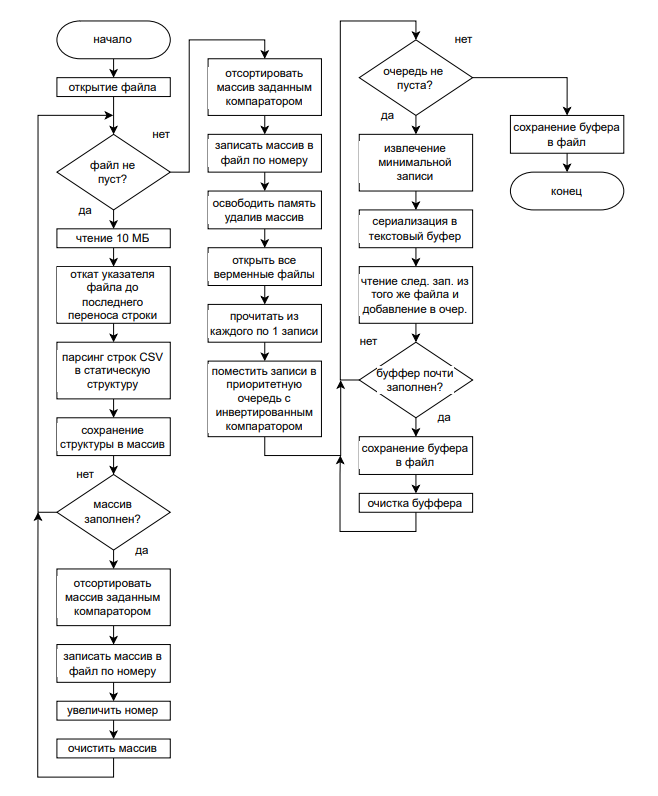 начало
открытие файла
нет
файл не
пуст?
да
чтение 10 МБ
откат указателя
файла до
последнего
переноса строки
парсинг строк CSV
в статическую
структуру
сохранение
структуры в массив
нет
массив
заполнен?
да
отсортировать
массив заданным
компаратором
записать массив в
файл по номеру
увеличить номер
очистить массив
отсортировать
массив заданным
компаратором
записать массив в
файл по номеру
освободить память
удалив массив
открыть все
верменные файлы
прочитать из
каждого по 1 записи
поместить записи в
приоритетную
очередь с
инвертированным
компаратором
нет
очередь не
пуста?
да
извлечение
минимальной
записи
сериализация в
текстовый буфер
чтение след. зап. из
того же файла и
добавление в очер.
нет
буффер почти
заполнен?
да
сохранение буфера
в файл
очистка буффера
сохранение буфера
в файл
конец